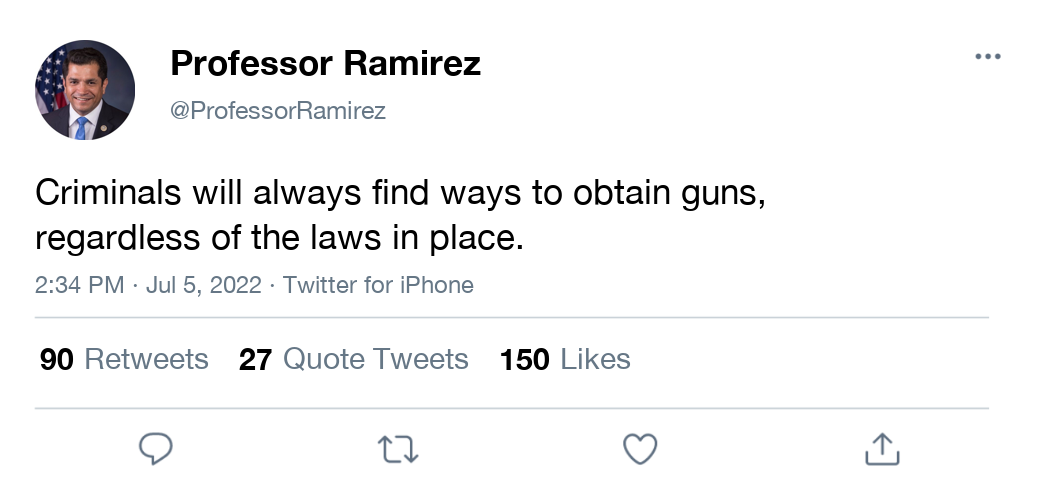 Professor Ramirez
@ProfessorRamirez
Criminals will always find ways to obtain guns,
regardless of the laws in place.
2:34 PM · Jul 5, 2022 · Twitter for iPhone
90 Retweets 27 Quote Tweets 150 Likes